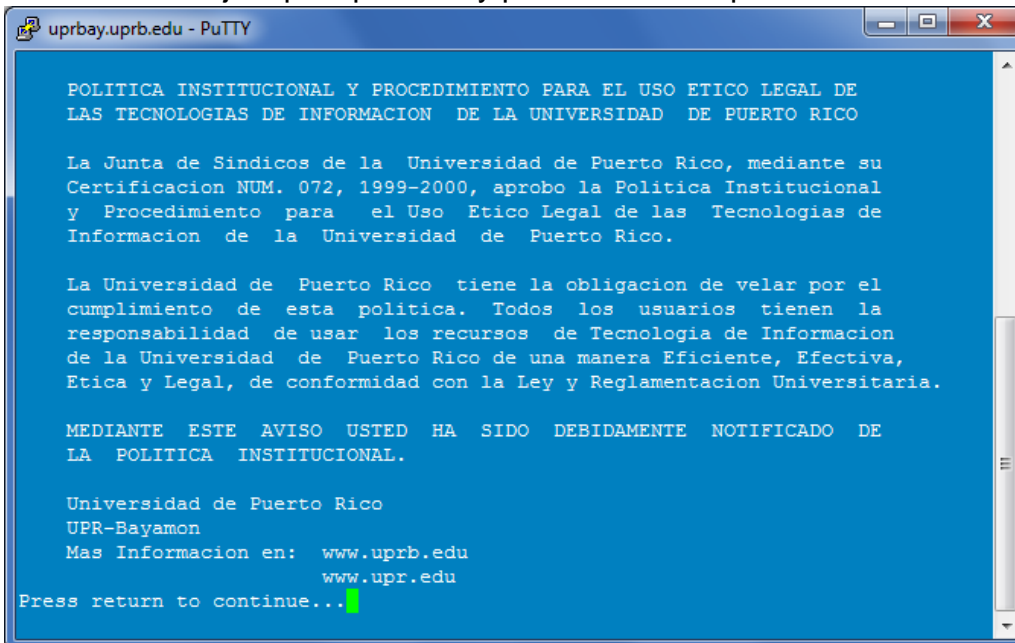 uprbay.uprb.edu - PuTTY
POLITICA INSTITUCIONAL Y PROCEDIMIENTO PARA EL USO ETICO LEGAL DE
LAS TECNOLOGIAS DE INFORMACION DE LA UNIVERSIDAD DE PUERTO RICO
La Junta de Sindicos de la Universidad de Puerto Rico, mediante su
Certificacion NUM. 072, 1999-2000, aprobo la Politica Institucional
y Procedimiento para el Uso Etico Legal de las Tecnologias de
Informacion de la Universidad de Puerto Rico.
La Universidad de Puerto Rico tiene la obligacion de velar por el
cumplimiento de esta politica. Todos los usuarios tienen la
responsabilidad de usar los recursos de Tecnologia de Informacion
de la Universidad de Puerto Rico de una manera Eficiente, Efectiva,
Etica y Legal, de conformidad con la Ley y Reglamentacion Universitaria.
MEDIANTE ESTE AVISO USTED HA SIDO DEBIDAMENTE NOTIFICADO DE
LA POLITICA INSTITUCIONAL.
Universidad de Puerto Rico
UPR-Bayamon
Mas Informacion en: www.uprb.edu
www.upr.edu
Press return to continue...